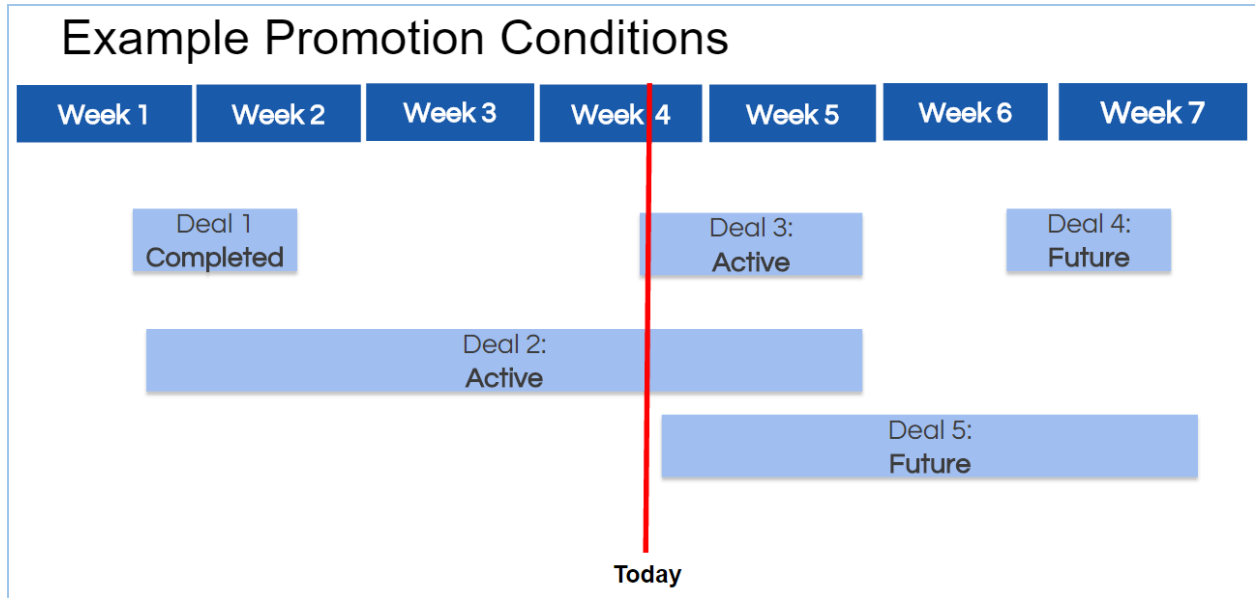 Example Promotion Conditions
Week 1 Week 2 Week 3 Week 4 Week 5 Week 6 Week 7
Deal 1
Completed
Deal 3:
Active
Deal 4:
Future
Deal 2:
Active
Deal 5:
Future
Today